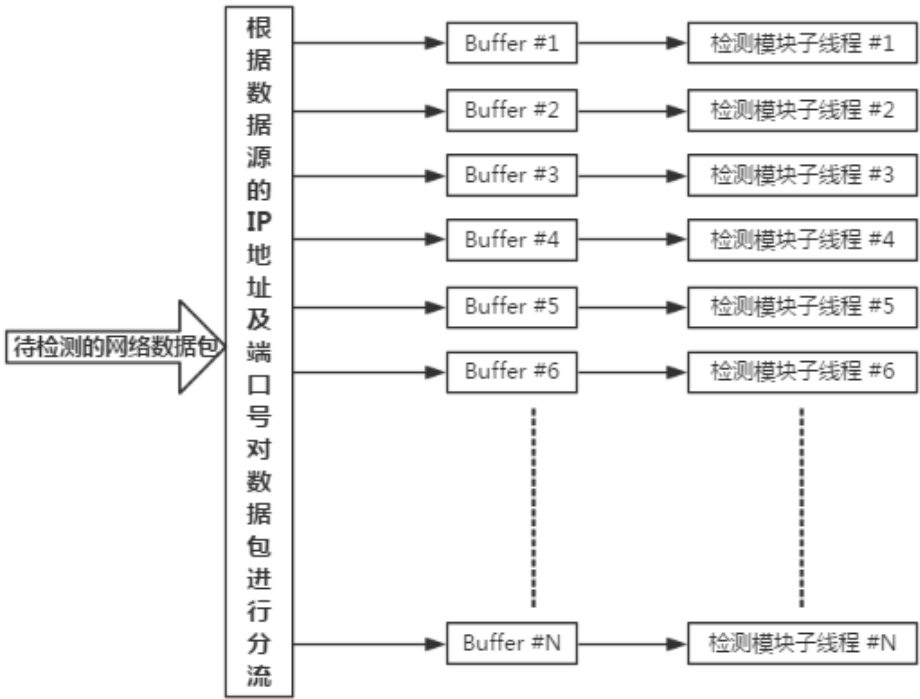 待检测的网络数据包
根据数据源的IP地址及端口号对数据包进行分流
Buffer #1
检测模块子线程 #1
Buffer #2
检测模块子线程 #2
Buffer #3
检测模块子线程 #3
Buffer #4
检测模块子线程 #4
Buffer #5
检测模块子线程 #5
Buffer #6
检测模块子线程 #6
Buffer #N
检测模块子线程 #N